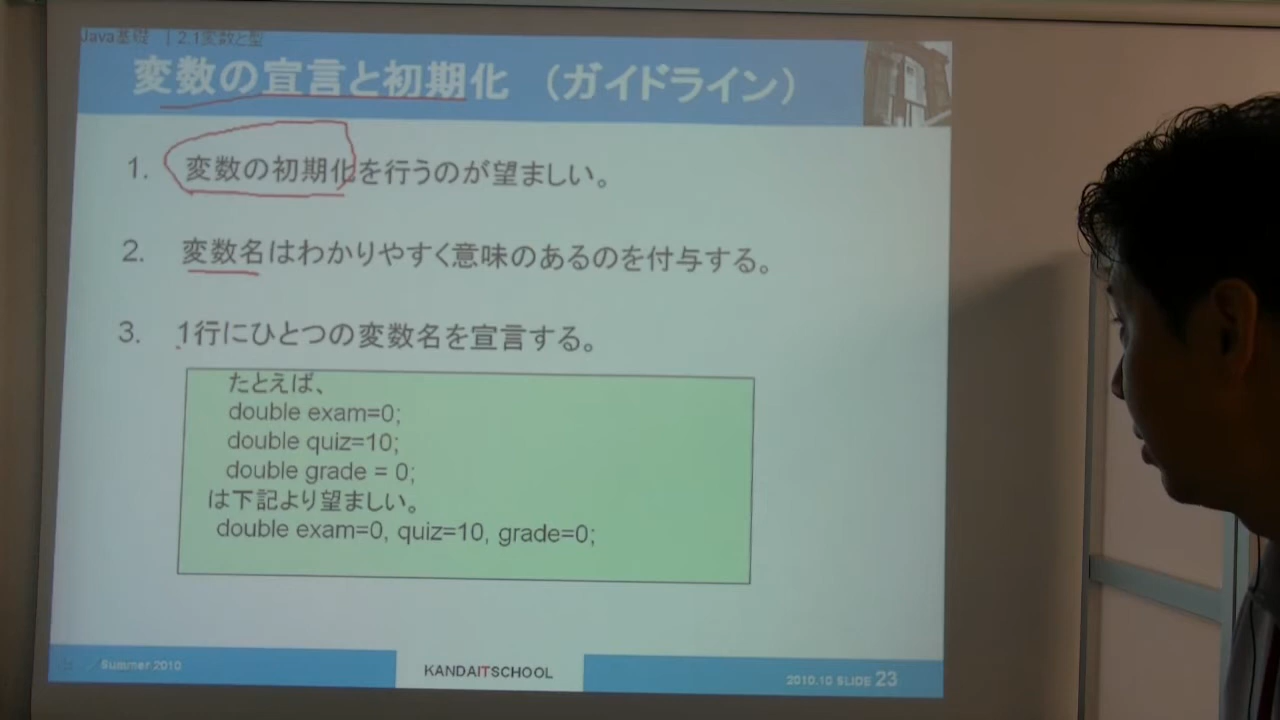 Java基礎 | 2.1変数と型
変数の宣言と初期化 (ガイドライン)
1. 変数の初期化を行うのが望ましい。
2. 変数名はわかりやすく意味のあるのを付与する。
3. 1行にひとつの変数名を宣言する。
たとえば、
double exam=0;
double quiz=10;
double grade = 0;
は下記より望ましい。
double exam=0, quiz=10, grade=0;
Summer 2010
KANDAITSCHOOL
2010.10 SLIDE 23